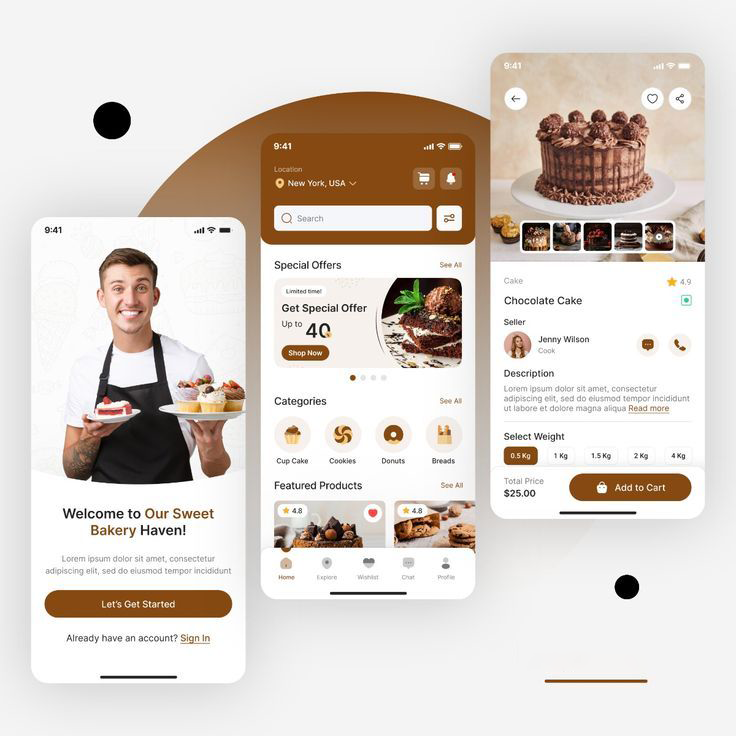 9:41
Welcome to Our Sweet
Bakery Haven!
Lorem ipsum dolor sit amet, consectetur
adipiscing elit, sed do eiusmod tempor incididunt
Let's Get Started
Already have an account? Sign In
9:41
Location
New York, USA
Search
Special Offers
See All
Limited time!
Get Special Offer
Up to 40
Shop Now
Categories
See All
Cup Cake
Cookies
Donuts
Breads
Featured Products
See All
4.8
4.8
Home
Explore
Wishlist
Chat
Profile
9:41
Cake
4.9
Chocolate Cake
Seller
Jenny Wilson
Cook
Description
Lorem ipsum dolor sit amet, consectetur
adipiscing elit, sed do eiusmod tempor incididunt
ut labore et dolore magna aliqua Read more
Select Weight
0.5 Kg
1 Kg
1.5 Kg
2 Kg
4 Kg
Total Price
$25.00
Add to Cart